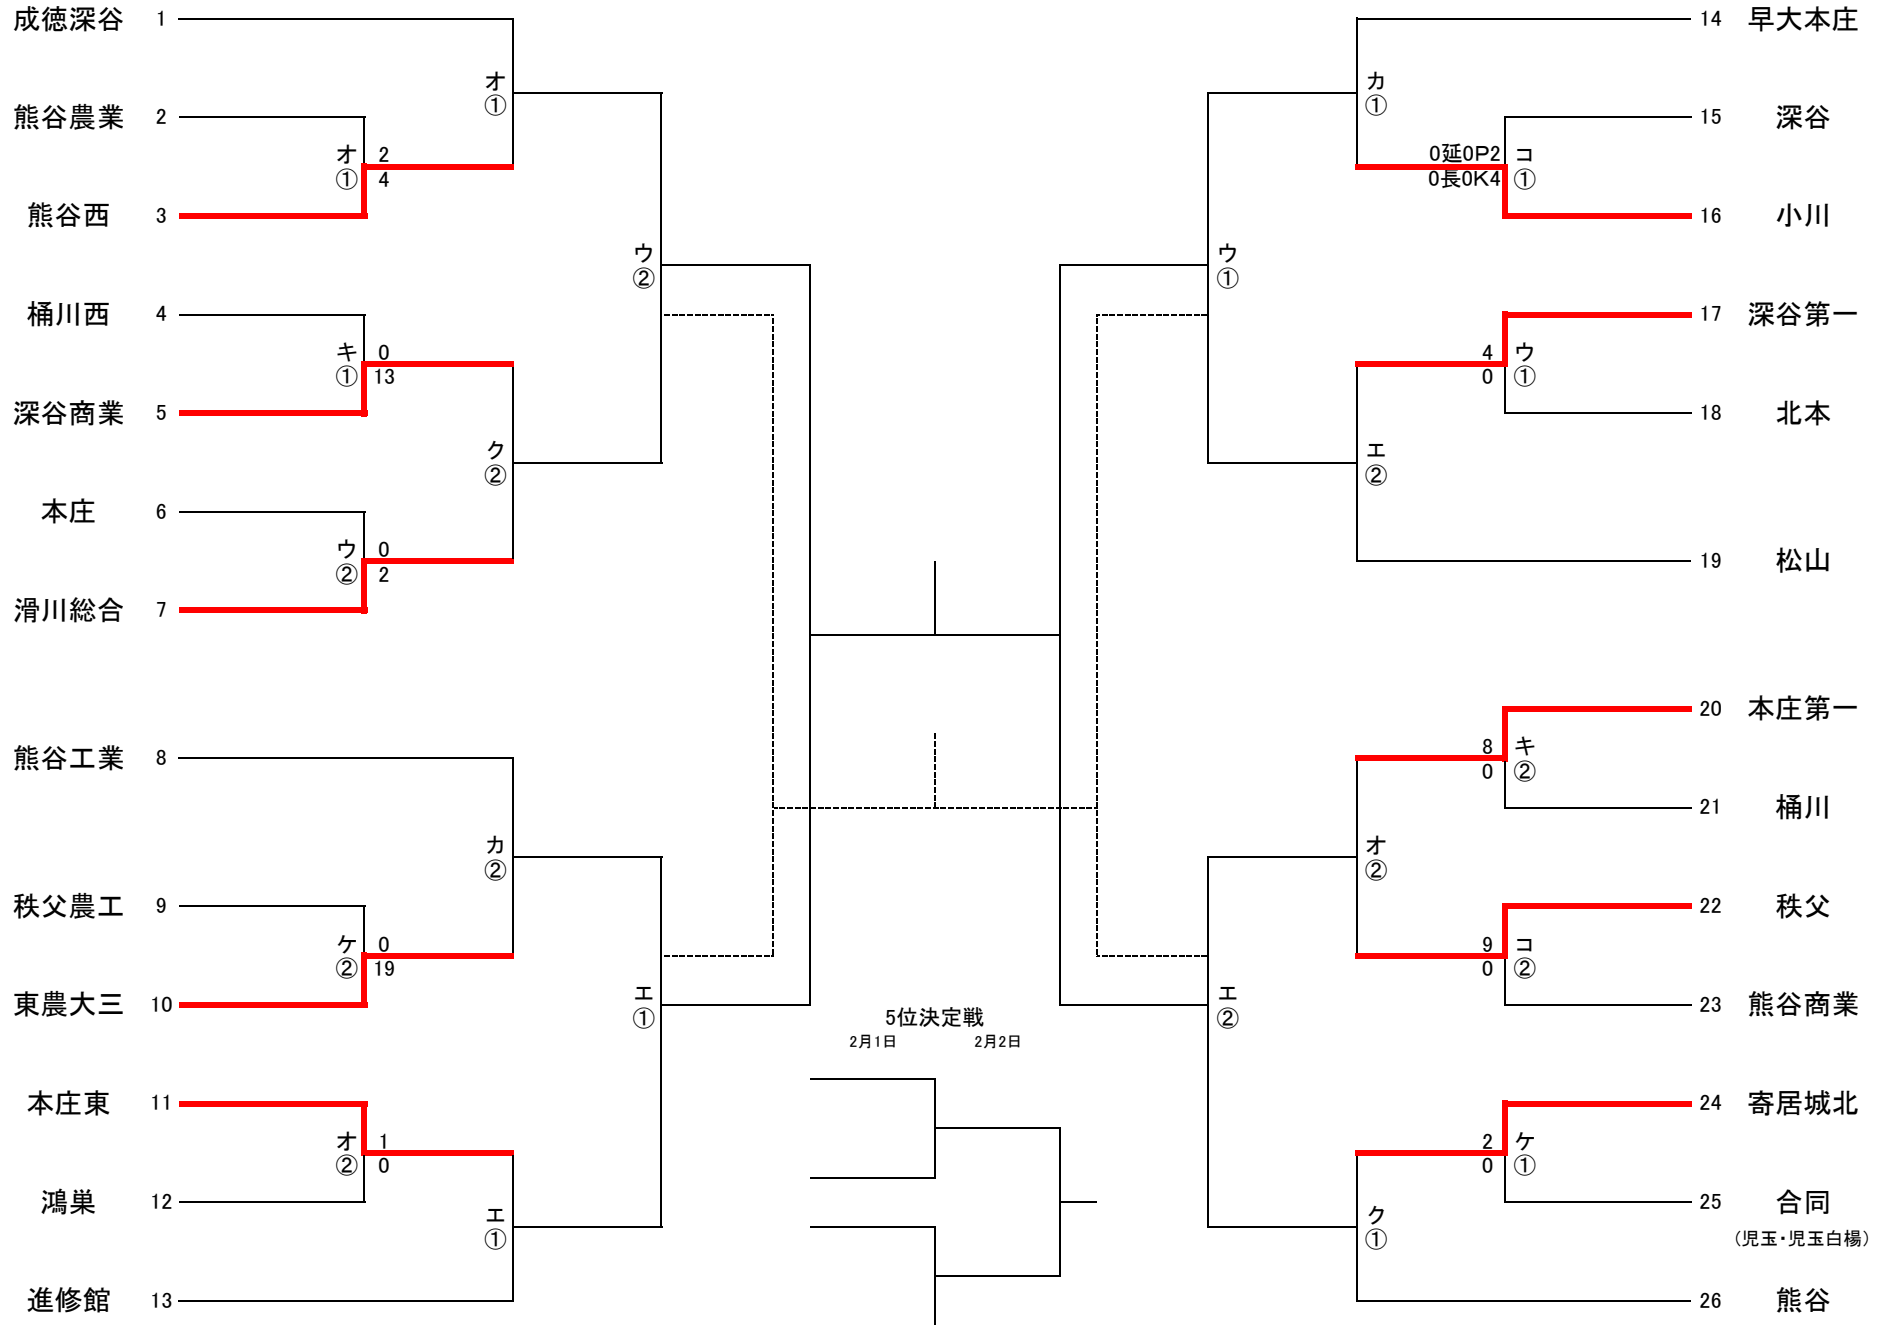 成徳深谷 1
オ
①
熊谷農業 2
オ 2
① 4
熊谷西 3
ウ
②
桶川西 4
キ 0
① 13
深谷商業 5
ク
②
本庄 6
ウ 0
② 2
滑川総合 7
熊谷工業 8
カ
②
秩父農工 9
ケ 0
② 19
東農大三 10
エ
①
本庄東 11
オ 1
② 0
鴻巣 12
エ
①
進修館 13
5位決定戦
2月1日 2月2日
14 早大本庄
カ
①
15 深谷
0延0P2 コ
0長0K4 ①
16 小川
ウ
①
17 深谷第一
4 ウ
0 ①
18 北本
エ
②
19 松山
20 本庄第一
8 キ
0 ②
21 桶川
オ
②
22 秩父
9 コ
0 ②
23 熊谷商業
エ
②
24 寄居城北
2 ケ
0 ①
25 合同
(児玉・児玉白楊)
ク
①
26 熊谷